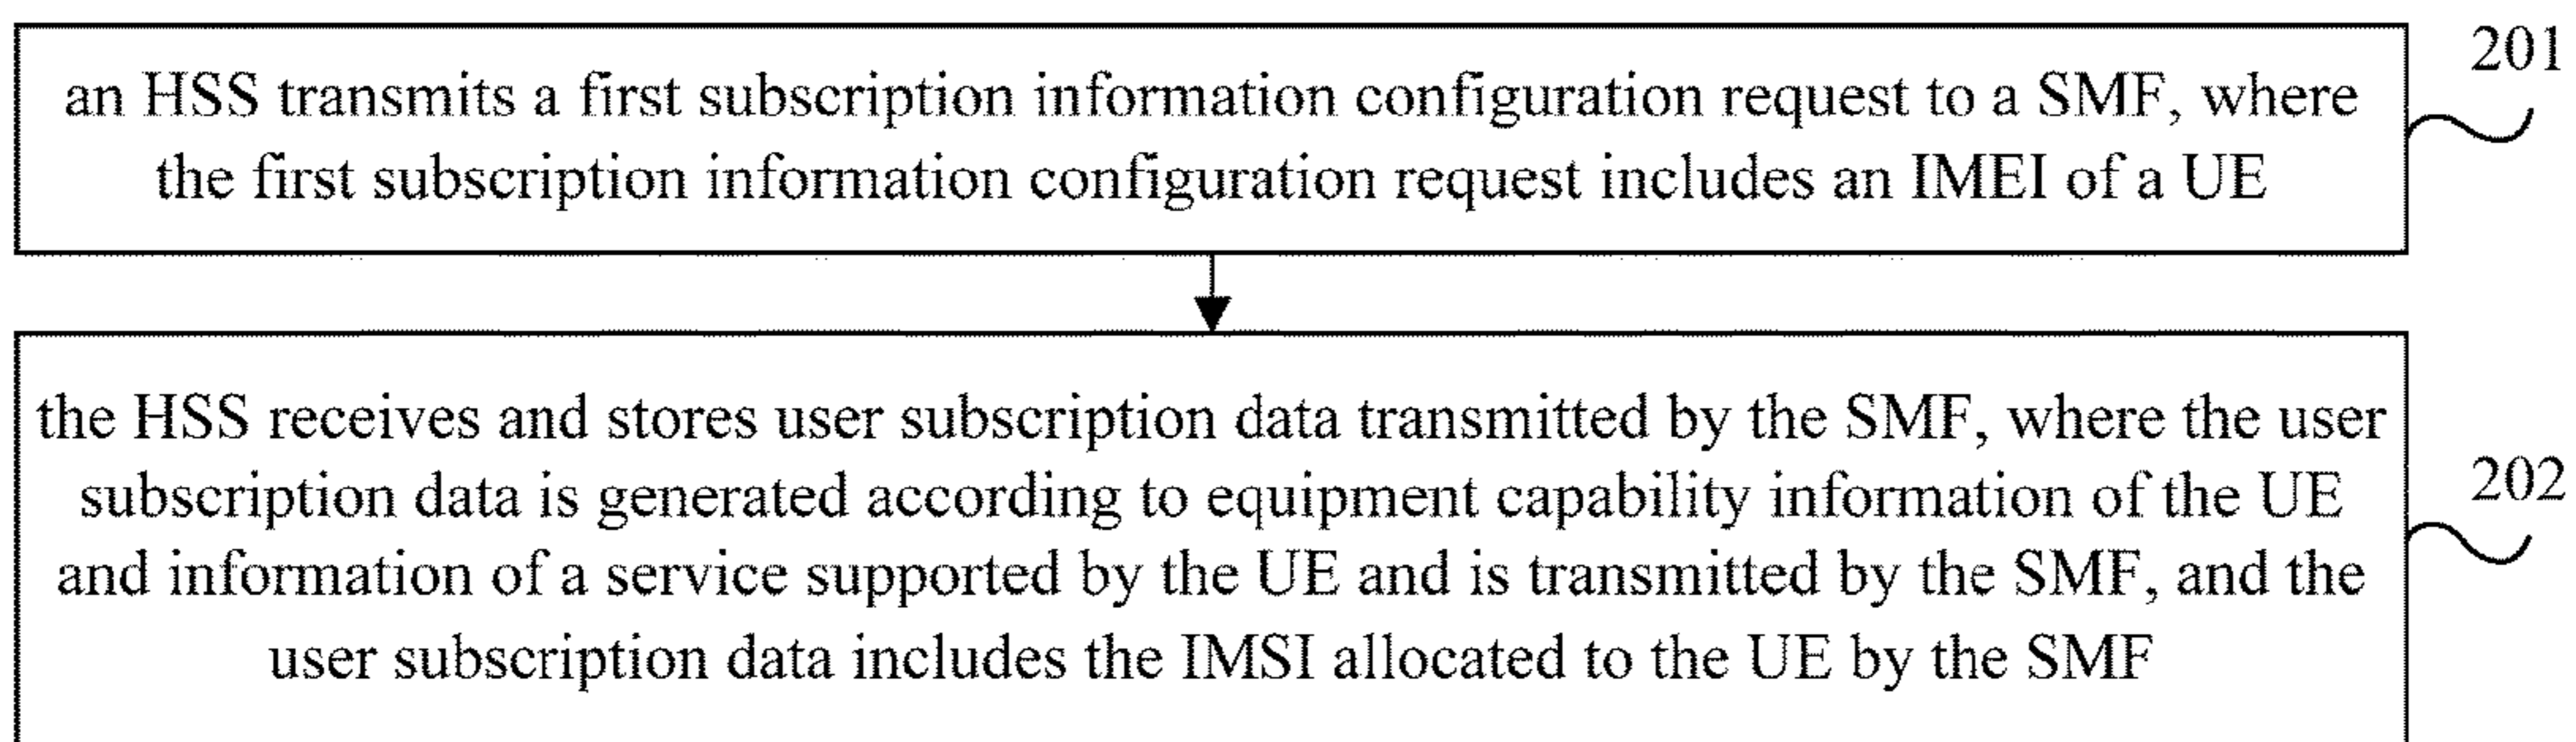 an HSS transmits a first subscription information configuration request to a SMF, where
the first subscription information configuration request includes an IMEI of a UE
201
the HSS receives and stores user subscription data transmitted by the SMF, where the user
subscription data is generated according to equipment capability information of the UE
and information of a service supported by the UE and is transmitted by the SMF, and the
user subscription data includes the IMSI allocated to the UE by the SMF
202